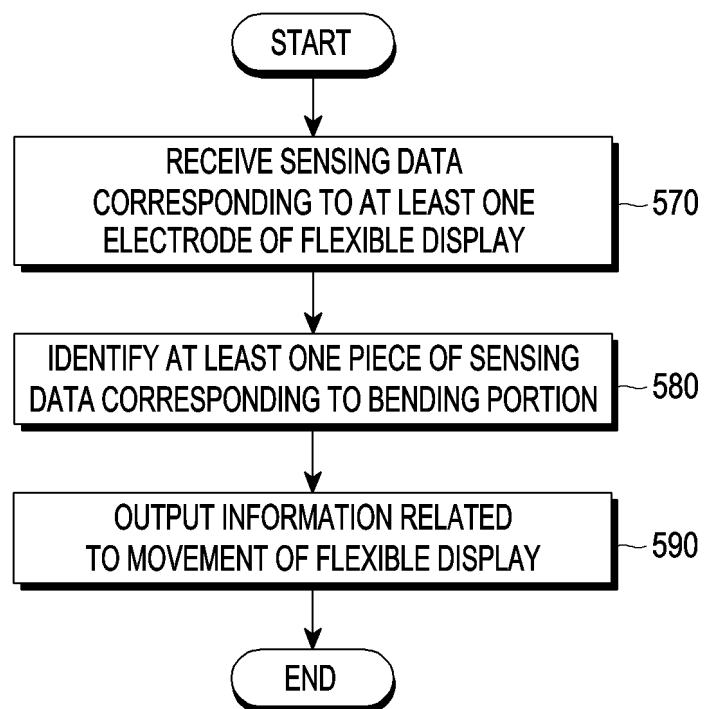 START
RECEIVE SENSING DATA
CORRESPONDING TO AT LEAST ONE
ELECTRODE OF FLEXIBLE DISPLAY
570
IDENTIFY AT LEAST ONE PIECE OF SENSING
DATA CORRESPONDING TO BENDING PORTION
580
OUTPUT INFORMATION RELATED
TO MOVEMENT OF FLEXIBLE DISPLAY
590
END